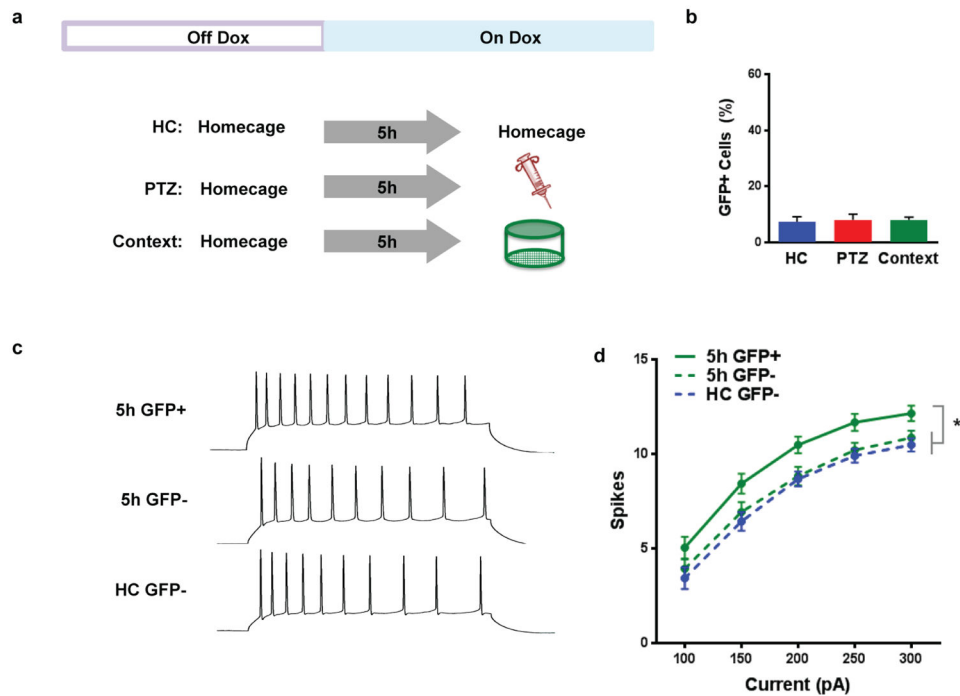 a
Off Dox On Dox
HC: Homecage 5h Homecage
PTZ: Homecage 5h
Context: Homecage 5h
b
GFP+ Cells (%)
60
40
20
0
HC PTZ Context
c
5h GFP+
5h GFP-
HC GFP-
d
5h GFP+
5h GFP-
HC GFP-
Spikes
15
10
5
0
*
100 150 200 250 300
Current (pA)